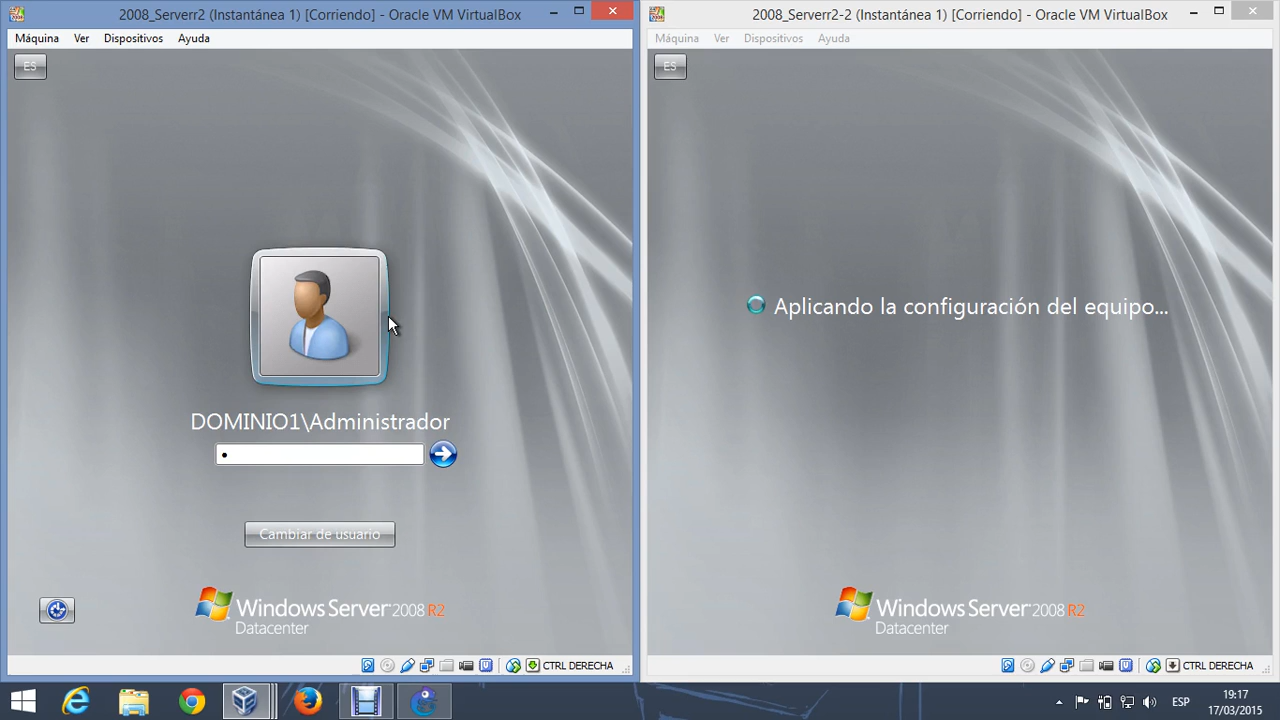 2008_Serverr2 (Instantánea 1) [Corriendo] - Oracle VM VirtualBox
Máquina Ver Dispositivos Ayuda
ES
DOMINIO1\Administrador
Cambiar de usuario
Windows Server 2008 R2
Datacenter
CTRL DERECHA
2008_Serverr2-2 (Instantánea 1) [Corriendo] - Oracle VM VirtualBox
Máquina Ver Dispositivos Ayuda
ES
Aplicando la configuración del equipo...
Windows Server 2008 R2
Datacenter
CTRL DERECHA
ESP
19:17
17/03/2015